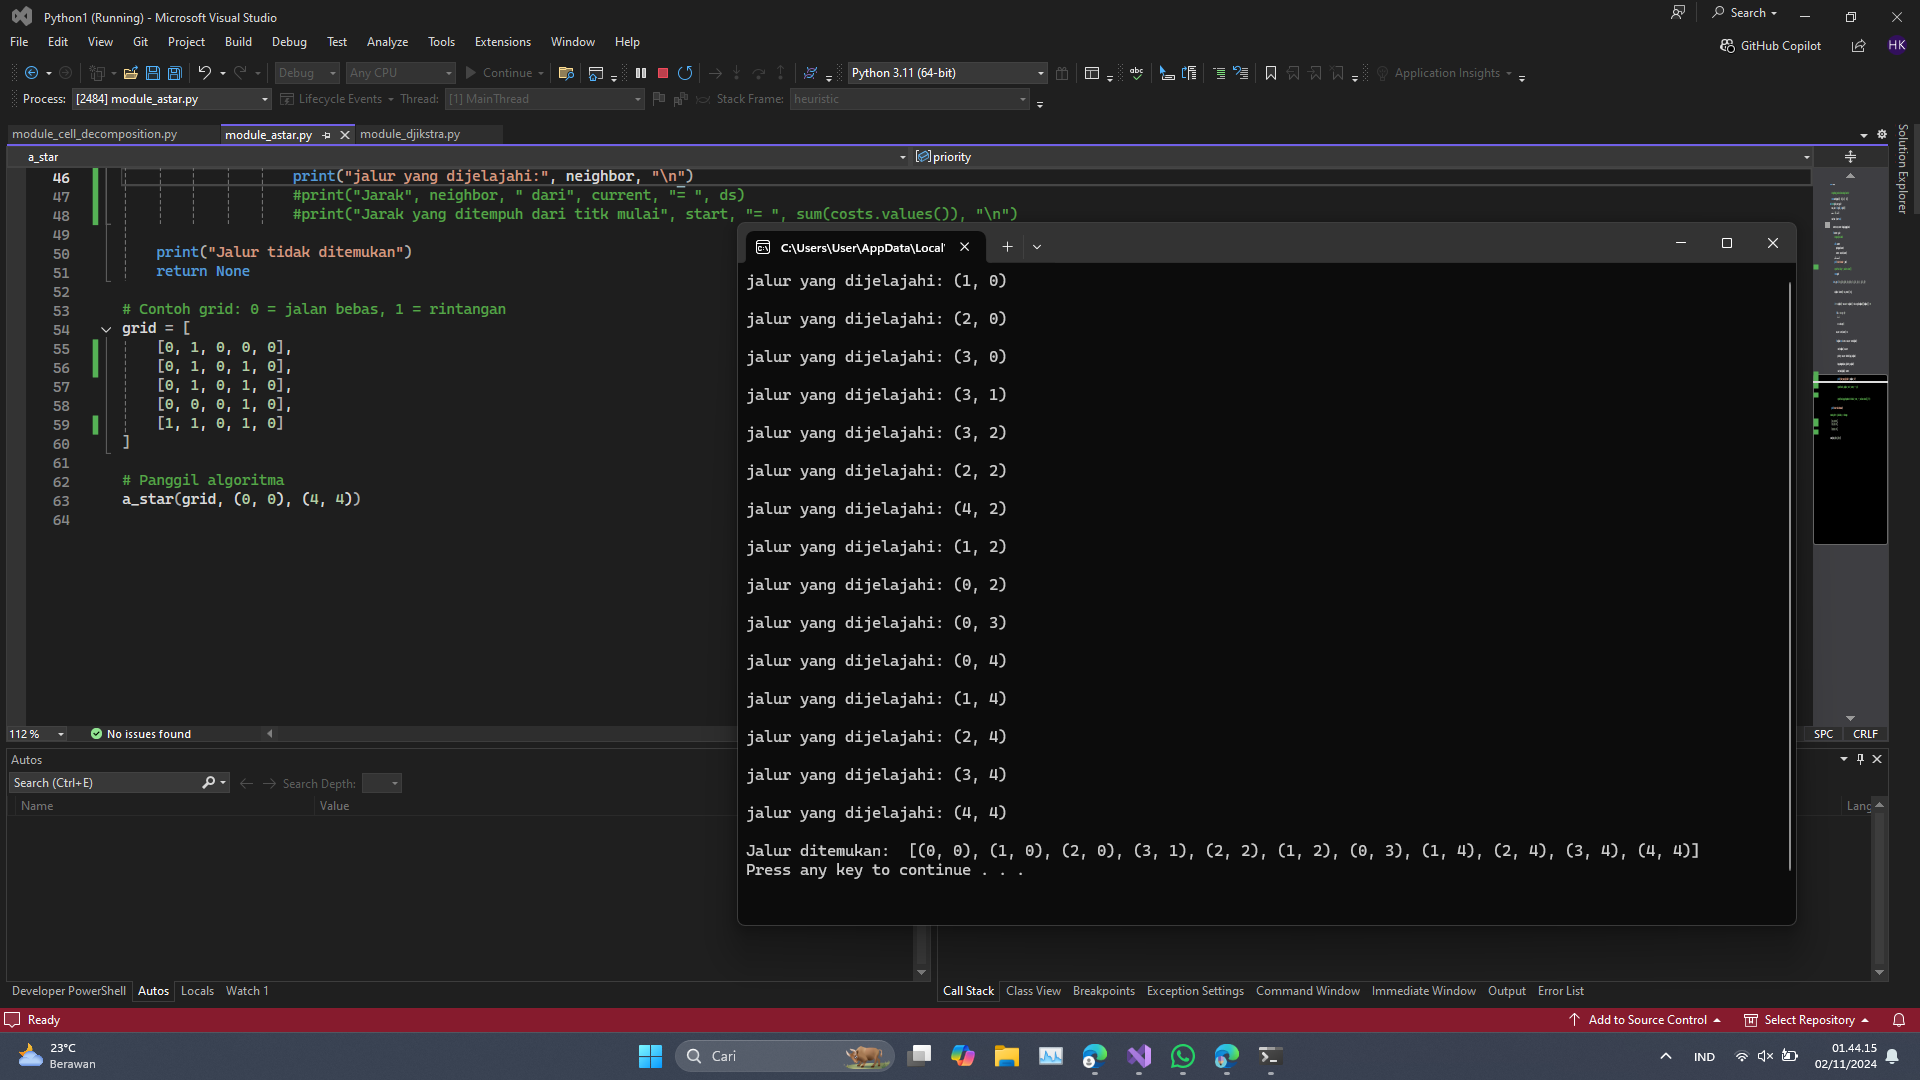 Python1 (Running) - Microsoft Visual Studio
Search
File Edit View Git Project Build Debug Test Analyze Tools Extensions Window Help
GitHub Copilot
HK
Debug Any CPU Continue Python 3.11 (64-bit) Application Insights
Process: [2484] module_astar.py Lifecycle Events Thread: [1] MainThread Stack Frame: heuristic
module_cell_decomposition.py module_astar.py module_djikstra.py
Solution Explorer
a_star priority
46 print("jalur yang dijelajahi:", neighbor, "\n")
47 #print("Jarak", neighbor, " dari", current, "= ", ds)
48 #print("Jarak yang ditempuh dari titk mulai", start, "= ", sum(costs.values()), "\n")
49
50 print("Jalur tidak ditemukan")
51 return None
52
53 # Contoh grid: 0 = jalan bebas, 1 = rintangan
54 grid = [
55 [0, 1, 0, 0, 0],
56 [0, 1, 0, 1, 0],
57 [0, 1, 0, 1, 0],
58 [0, 0, 0, 1, 0],
59 [1, 1, 0, 1, 0]
60 ]
61
62 # Panggil algoritma
63 a_star(grid, (0, 0), (4, 4))
64
C:\Users\User\AppData\Local\
jalur yang dijelajahi: (1, 0)
jalur yang dijelajahi: (2, 0)
jalur yang dijelajahi: (3, 0)
jalur yang dijelajahi: (3, 1)
jalur yang dijelajahi: (3, 2)
jalur yang dijelajahi: (2, 2)
jalur yang dijelajahi: (4, 2)
jalur yang dijelajahi: (1, 2)
jalur yang dijelajahi: (0, 2)
jalur yang dijelajahi: (0, 3)
jalur yang dijelajahi: (0, 4)
jalur yang dijelajahi: (1, 4)
jalur yang dijelajahi: (2, 4)
jalur yang dijelajahi: (3, 4)
jalur yang dijelajahi: (4, 4)
Jalur ditemukan:  [(0, 0), (1, 0), (2, 0), (3, 1), (2, 2), (1, 2), (0, 3), (1, 4), (2, 4), (3, 4), (4, 4)]
Press any key to continue . . .
112 % No issues found
SPC CRLF
Autos
Search (Ctrl+E) Search Depth:
Name Value
Lang
Developer PowerShell Autos Locals Watch 1
Call Stack Class View Breakpoints Exception Settings Command Window Immediate Window Output Error List
Ready
Add to Source Control Select Repository
23°C
Berawan
Cari
IND
01.44.15
02/11/2024